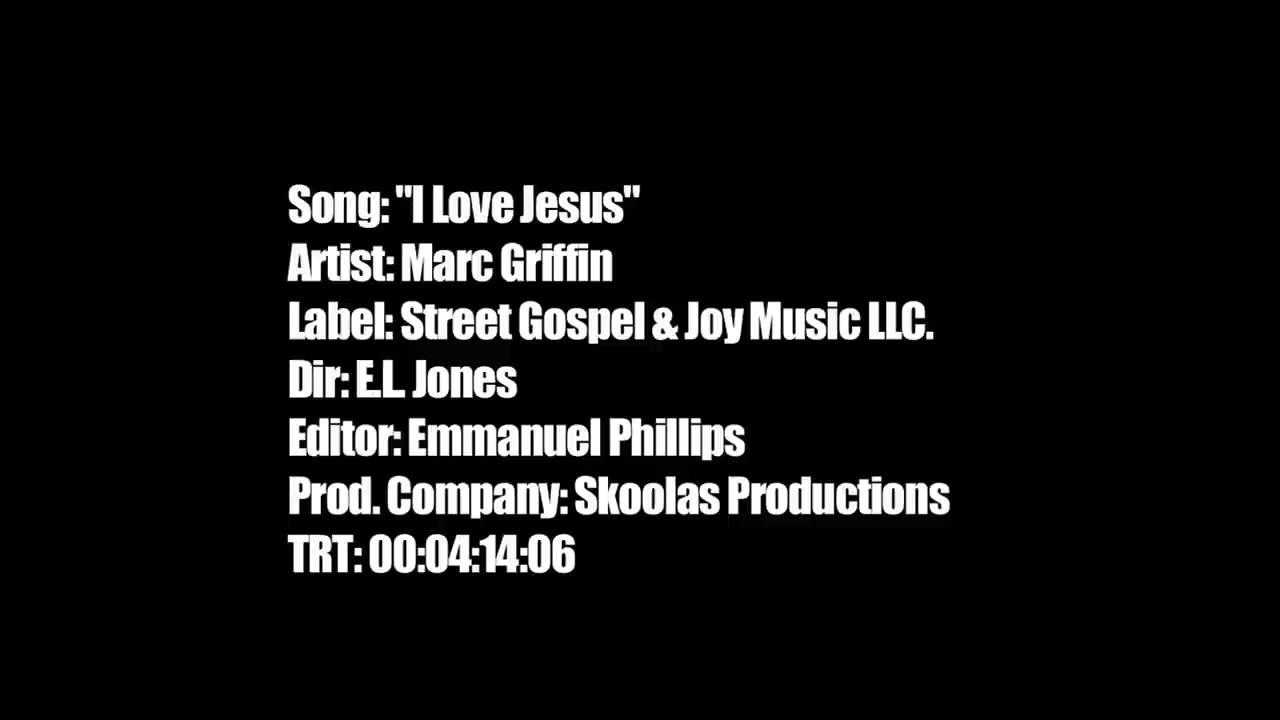 Song: "I Love Jesus"
Artist: Marc Griffin
Label: Street Gospel & Joy Music LLC.
Dir: E.L. Jones
Editor: Emmanuel Phillips
Prod. Company: Skoolas Productions
TRT: 00:04:14:06